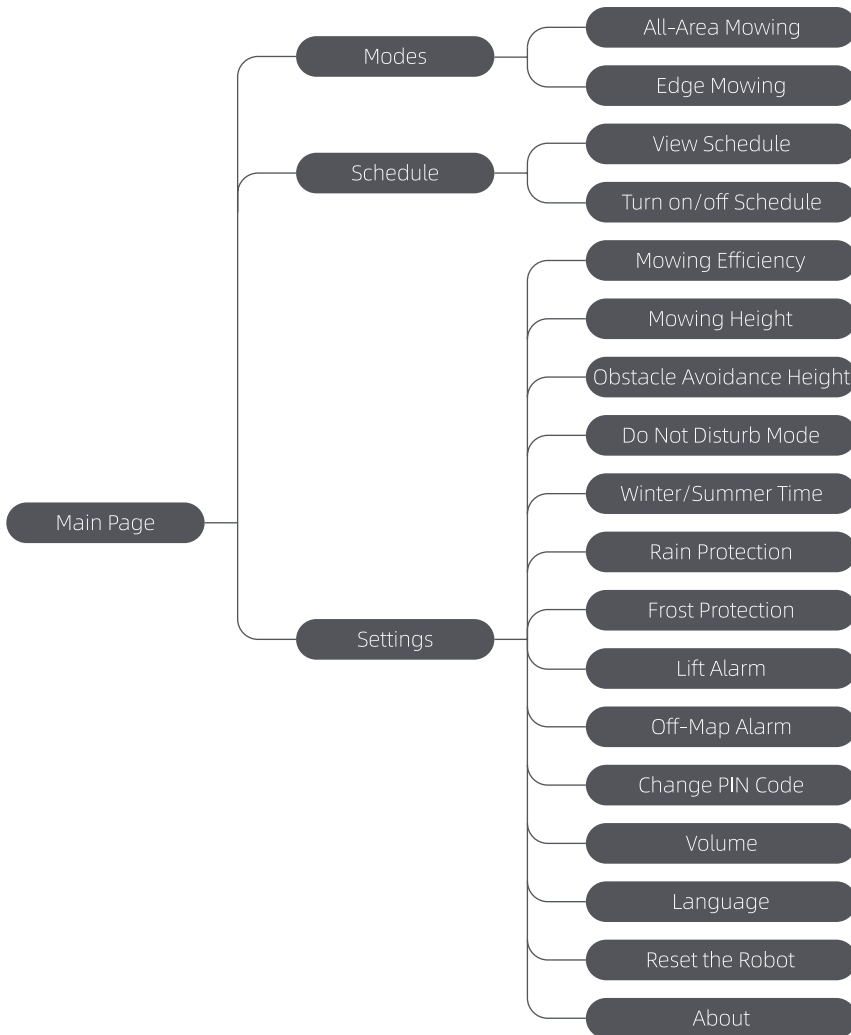 Main Page
Modes
All-Area Mowing
Edge Mowing
Schedule
View Schedule
Turn on/off Schedule
Settings
Mowing Efficiency
Mowing Height
Obstacle Avoidance Height
Do Not Disturb Mode
Winter/Summer Time
Rain Protection
Frost Protection
Lift Alarm
Off-Map Alarm
Change PIN Code
Volume
Language
Reset the Robot
About